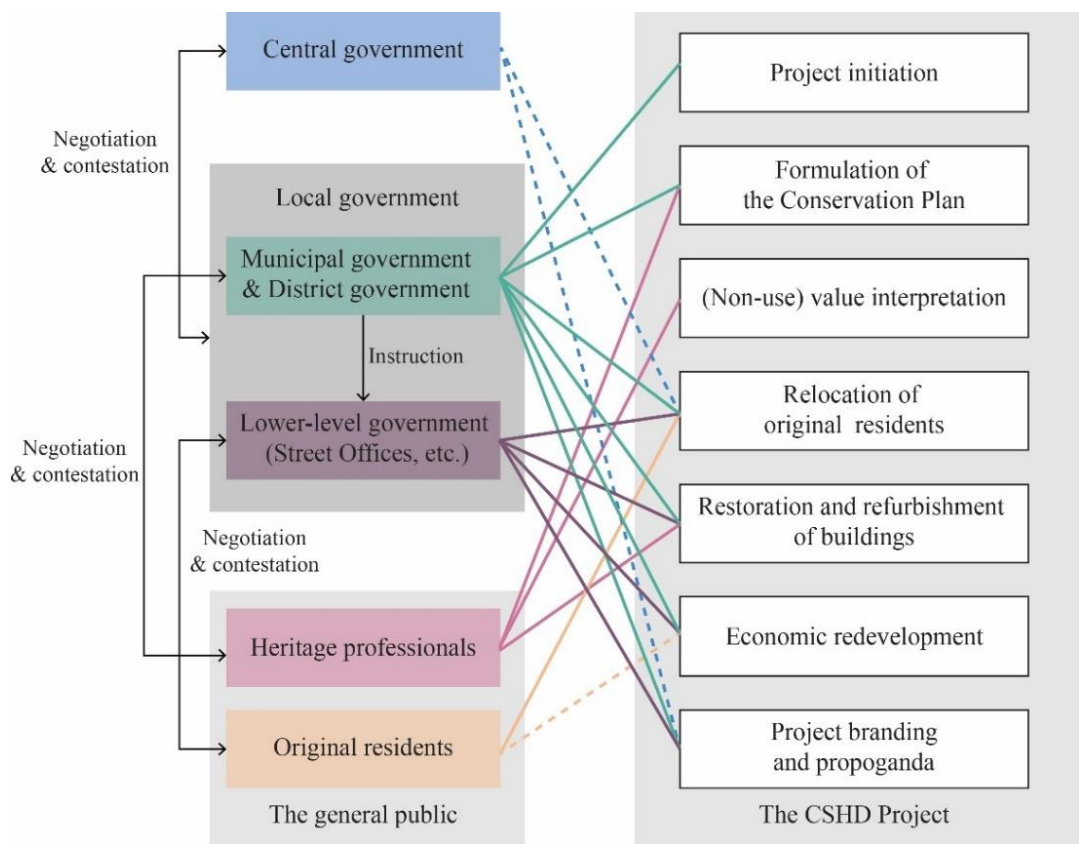 Central government
Negotiation
& contestation
Local government
Municipal government
& District government
Instruction
Lower-level government
(Street Offices, etc.)
Negotiation
& contestation
Negotiation
& contestation
Heritage professionals
Original residents
The general public
Project initiation
Formulation of
the Conservation Plan
(Non-use) value interpretation
Relocation of
original residents
Restoration and refurbishment
of buildings
Economic redevelopment
Project branding
and propoganda
The CSHD Project